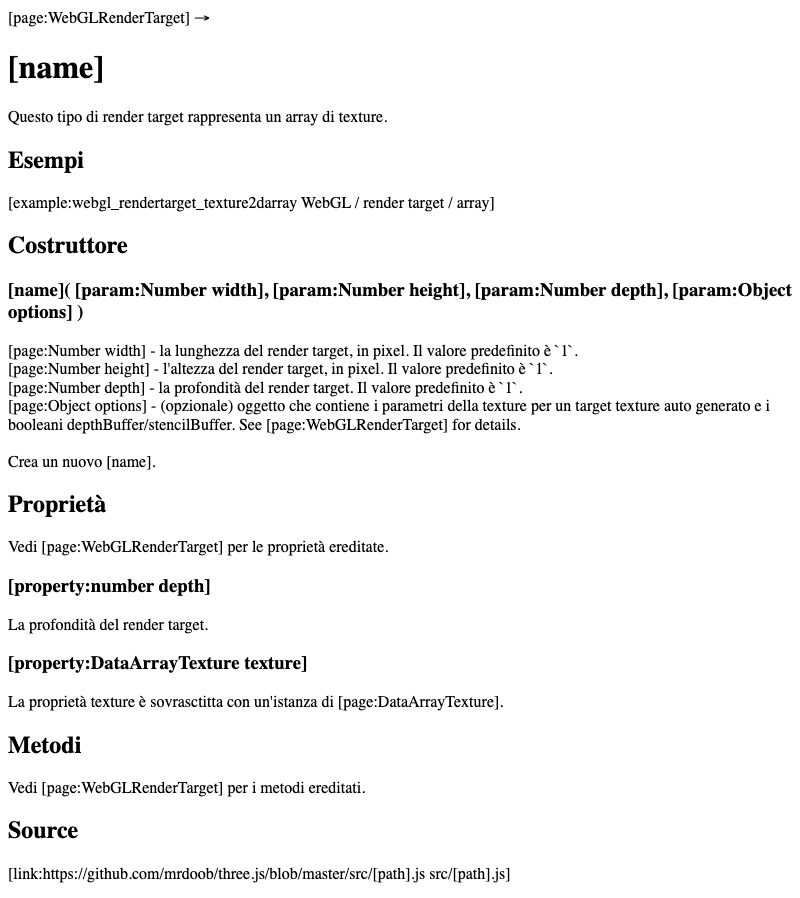 [page:WebGLRenderTarget] →
[name]
Questo tipo di render target rappresenta un array di texture.
Esempi
[example:webgl_rendertarget_texture2darray WebGL / render target / array]
Costruttore
[name]( [param:Number width], [param:Number height], [param:Number depth], [param:Object
options] )
[page:Number width] - la lunghezza del render target, in pixel. Il valore predefinito è `1`.
[page:Number height] - l'altezza del render target, in pixel. Il valore predefinito è `1`.
[page:Number depth] - la profondità del render target. Il valore predefinito è `1`.
[page:Object options] - (opzionale) oggetto che contiene i parametri della texture per un target texture auto generato e i
booleani depthBuffer/stencilBuffer. See [page:WebGLRenderTarget] for details.
Crea un nuovo [name].
Proprietà
Vedi [page:WebGLRenderTarget] per le proprietà ereditate.
[property:number depth]
La profondità del render target.
[property:DataArrayTexture texture]
La proprietà texture è sovrasctitta con un'istanza di [page:DataArrayTexture].
Metodi
Vedi [page:WebGLRenderTarget] per i metodi ereditati.
Source
[link:https://github.com/mrdoob/three.js/blob/master/src/[path].js src/[path].js]